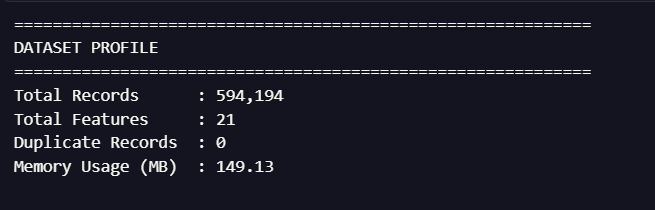 ============================================================
DATASET PROFILE
============================================================
Total Records      : 594,194
Total Features     : 21
Duplicate Records  : 0
Memory Usage (MB)  : 149.13